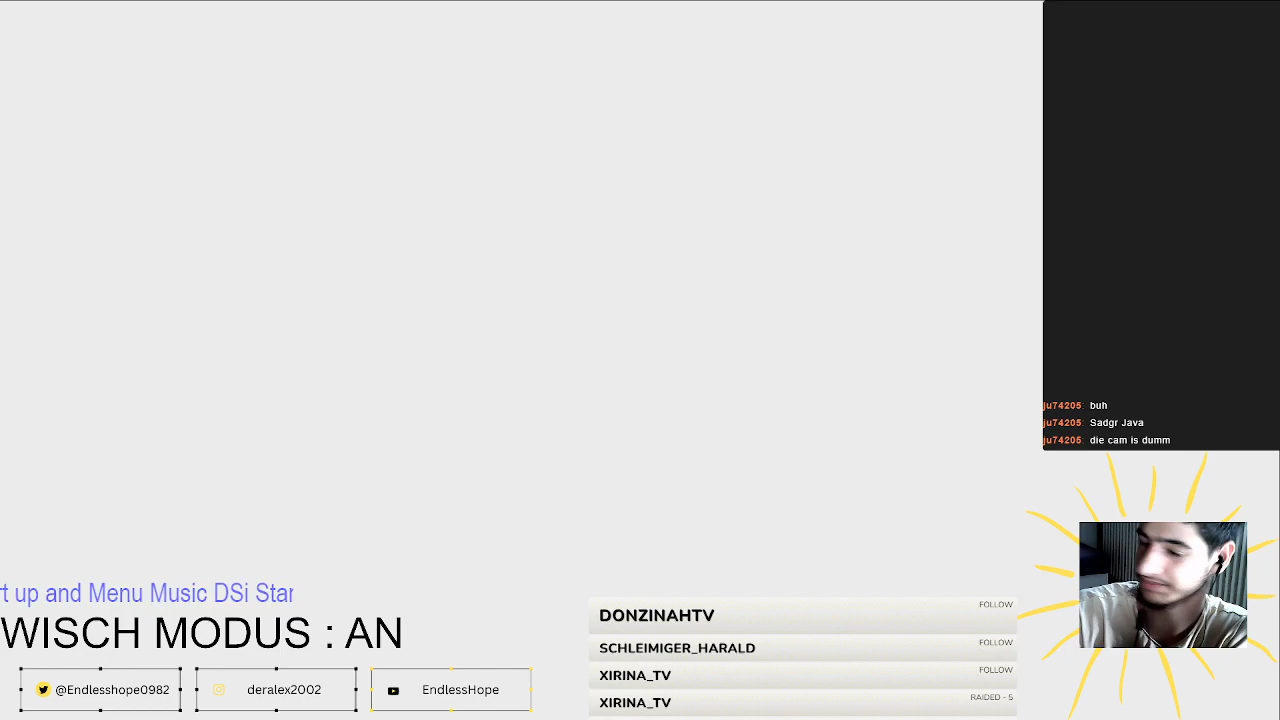 ju74205: buh
ju74205: Sadgr Java
ju74205: die cam is dumm
rt up and Menu Music DSi Star
WISCH MODUS : AN
@Endlesshope0982
deralex2002
EndlessHope
DONZINAHTV FOLLOW
SCHLEIMIGER_HARALD FOLLOW
XIRINA_TV FOLLOW
XIRINA_TV RAIDED - 5